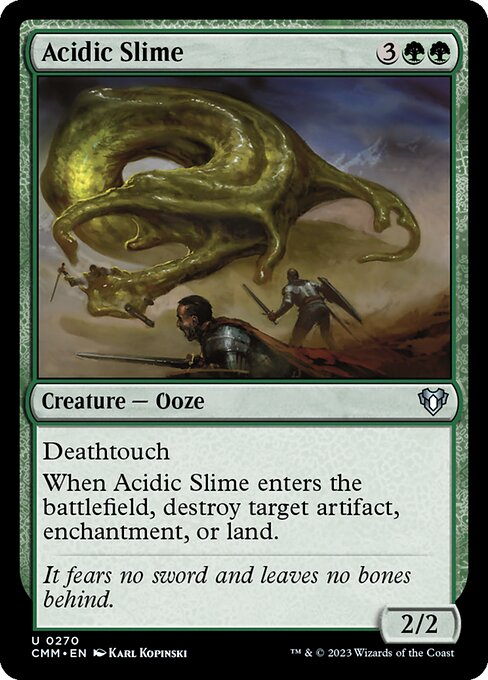 Acidic Slime 3
Creature — Ooze
Deathtouch
When Acidic Slime enters the
battlefield, destroy target artifact,
enchantment, or land.
It fears no sword and leaves no bones
behind.
2/2
U 0270
CMM • EN Karl Kopinski
™ & © 2023 Wizards of the Coast